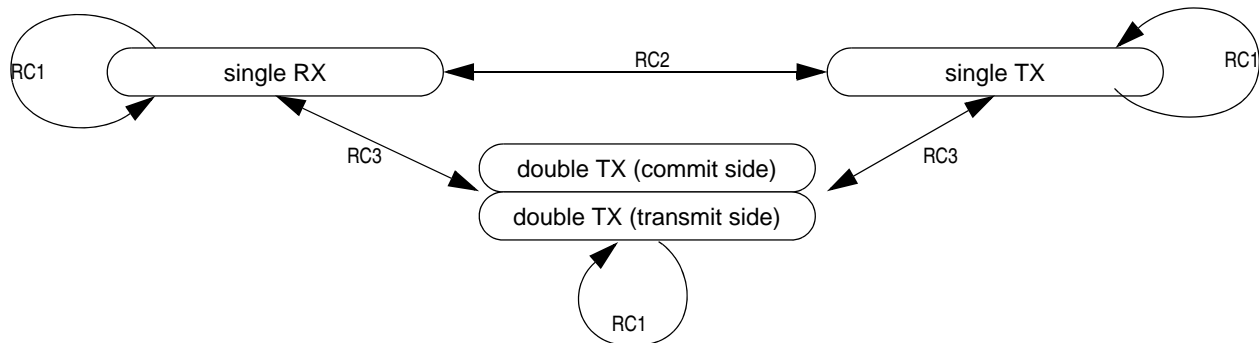 RC1
single RX
RC2
single TX
RC1
RC3
double TX (commit side)
RC3
double TX (transmit side)
RC1